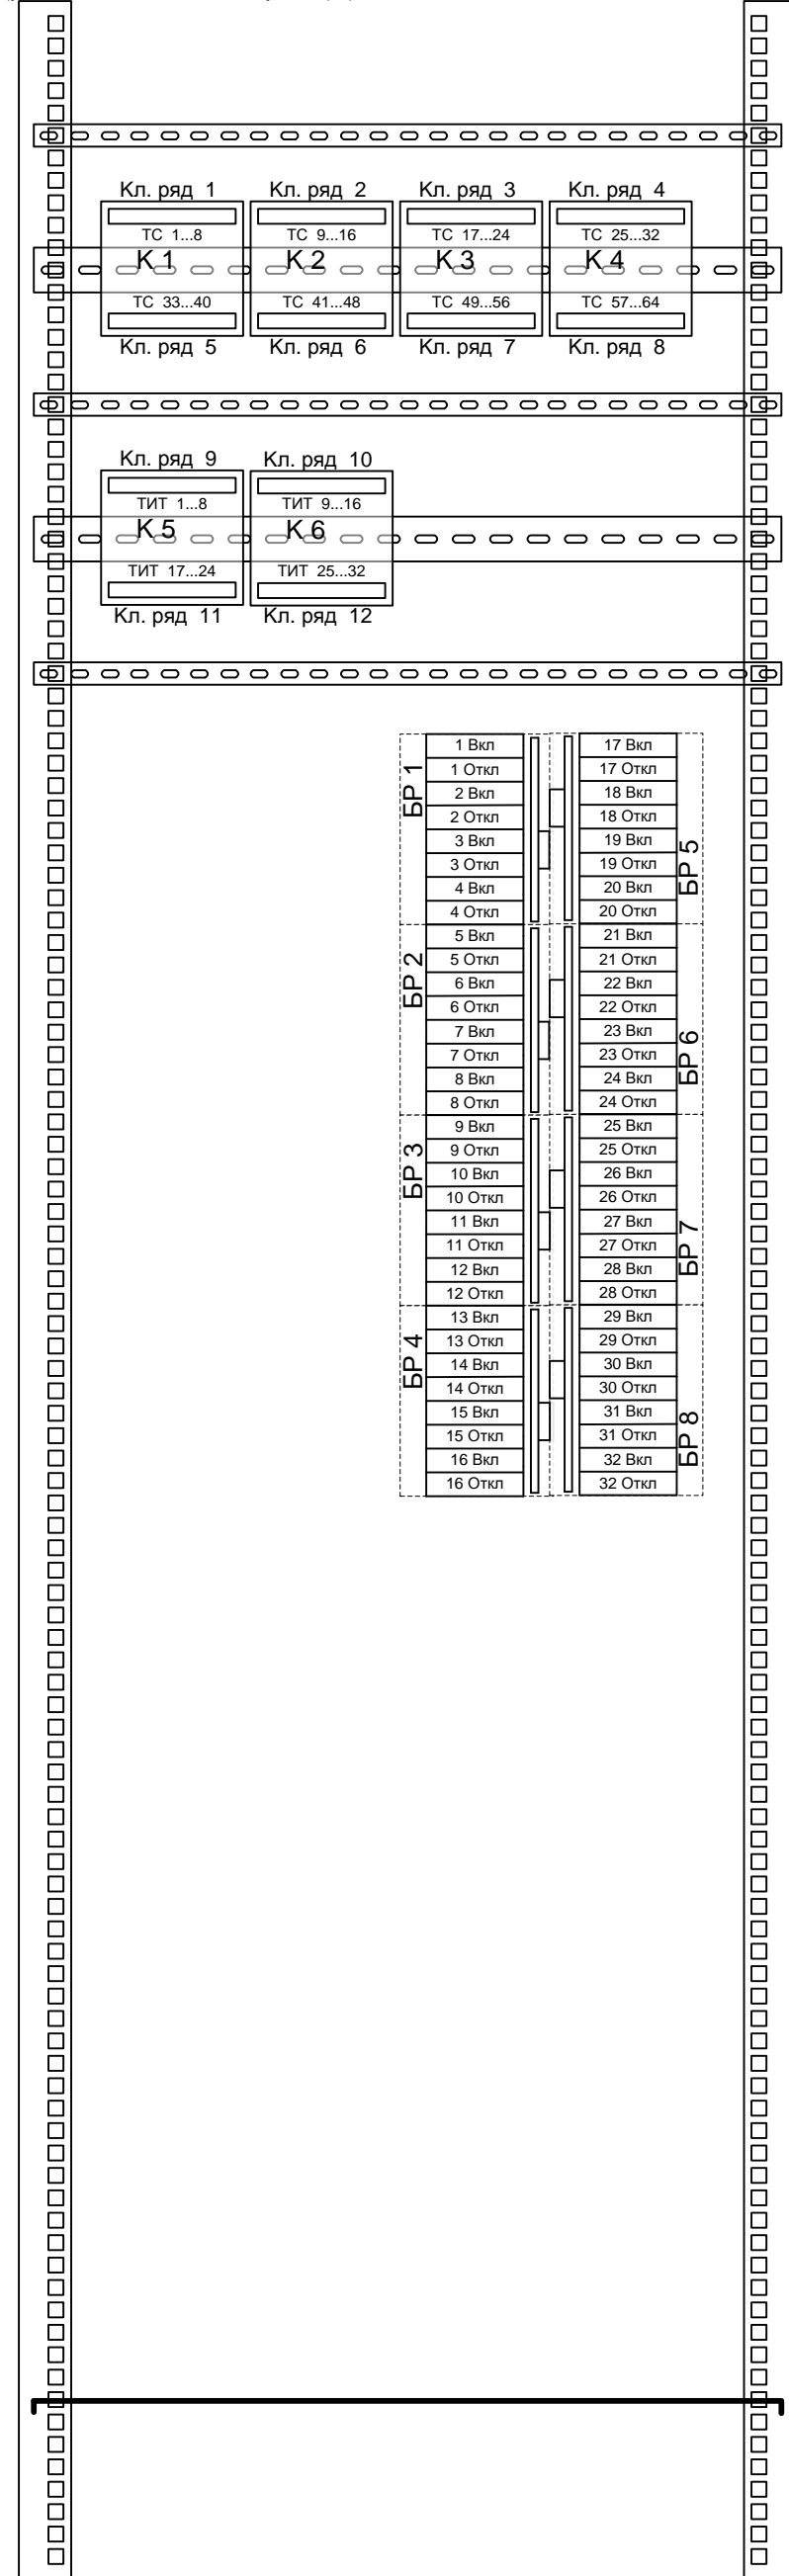 Кл. ряд 1 Кл. ряд 2 Кл. ряд 3 Кл. ряд 4
ТС 1...8 ТС 9...16 ТС 17...24 ТС 25...32
К 1 К 2 К 3 К 4
ТС 33...40 ТС 41...48 ТС 49...56 ТС 57...64
Кл. ряд 5 Кл. ряд 6 Кл. ряд 7 Кл. ряд 8
Кл. ряд 9 Кл. ряд 10
ТИТ 1...8 ТИТ 9...16
К 5 К 6
ТИТ 17...24 ТИТ 25...32
Кл. ряд 11 Кл. ряд 12
БР 1
1 Вкл
1 Откл
2 Вкл
2 Откл
3 Вкл
3 Откл
4 Вкл
4 Откл
БР 2
5 Вкл
5 Откл
6 Вкл
6 Откл
7 Вкл
7 Откл
8 Вкл
8 Откл
БР 3
9 Вкл
9 Откл
10 Вкл
10 Откл
11 Вкл
11 Откл
12 Вкл
12 Откл
БР 4
13 Вкл
13 Откл
14 Вкл
14 Откл
15 Вкл
15 Откл
16 Вкл
16 Откл
17 Вкл
17 Откл
18 Вкл
18 Откл
19 Вкл
19 Откл
20 Вкл
20 Откл
БР 5
21 Вкл
21 Откл
22 Вкл
22 Откл
23 Вкл
23 Откл
24 Вкл
24 Откл
БР 6
25 Вкл
25 Откл
26 Вкл
26 Откл
27 Вкл
27 Откл
28 Вкл
28 Откл
БР 7
29 Вкл
29 Откл
30 Вкл
30 Откл
31 Вкл
31 Откл
32 Вкл
32 Откл
БР 8